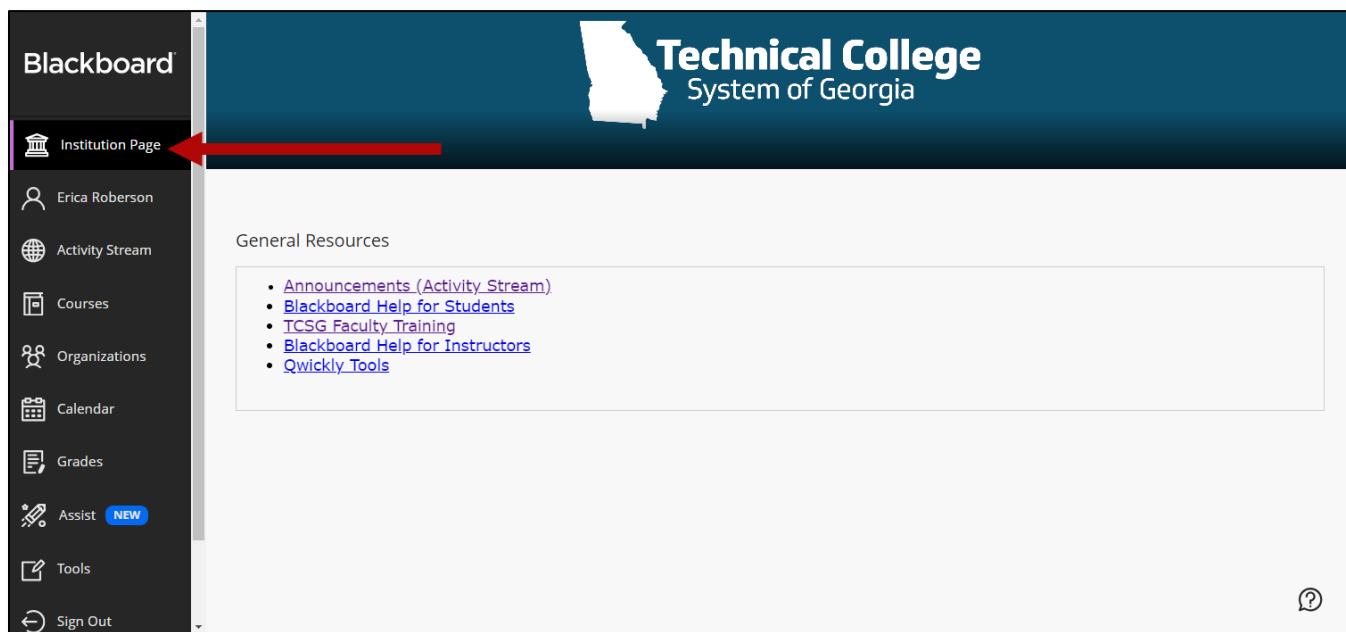 Blackboard
Institution Page
Erica Roberson
Activity Stream
Courses
Organizations
Calendar
Grades
Assist NEW
Tools
Sign Out
Technical College
System of Georgia
General Resources
Announcements (Activity Stream)
Blackboard Help for Students
TCSG Faculty Training
Blackboard Help for Instructors
Qwickly Tools